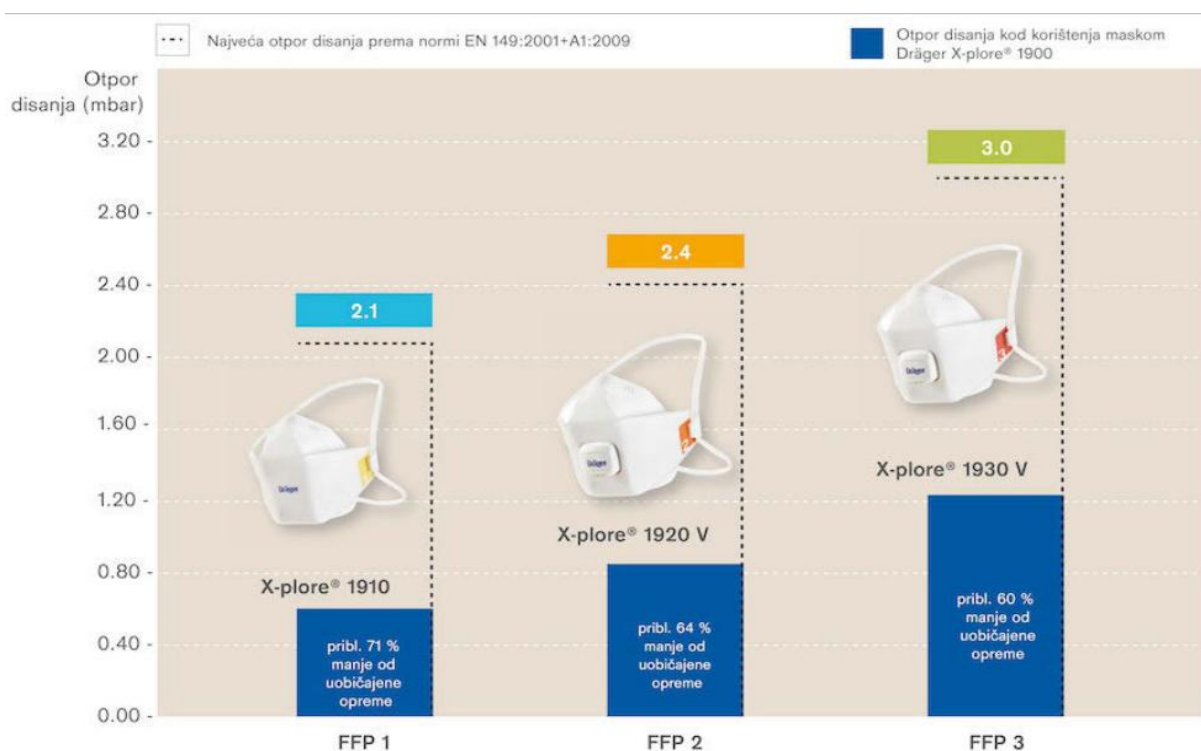 Najveća otpor disanja prema normi EN 149:2001+A1:2009
Otpor disanja kod korištenja maskom
Dräger X-plore® 1900
Otpor
disanja (mbar)
3.20 -
2.80 -
2.40 -
2.00 -
1.60 -
1.20 -
0.80 -
0.40 -
0.00 -
2.1
2.4
3.0
Dräger
Dräger
Dräger
X-plore® 1910
X-plore® 1920 V
X-plore® 1930 V
pribl. 71 %
manje od
uobičajene
opreme
pribl. 64 %
manje od
uobičajene
opreme
pribl. 60 %
manje od
uobičajene
opreme
FFP 1
FFP 2
FFP 3